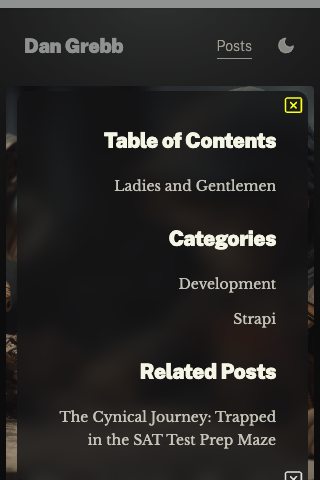 Dan Grebb
Posts
Table of Contents
Ladies and Gentlemen
Categories
Development
Strapi
Related Posts
The Cynical Journey: Trapped
in the SAT Test Prep Maze